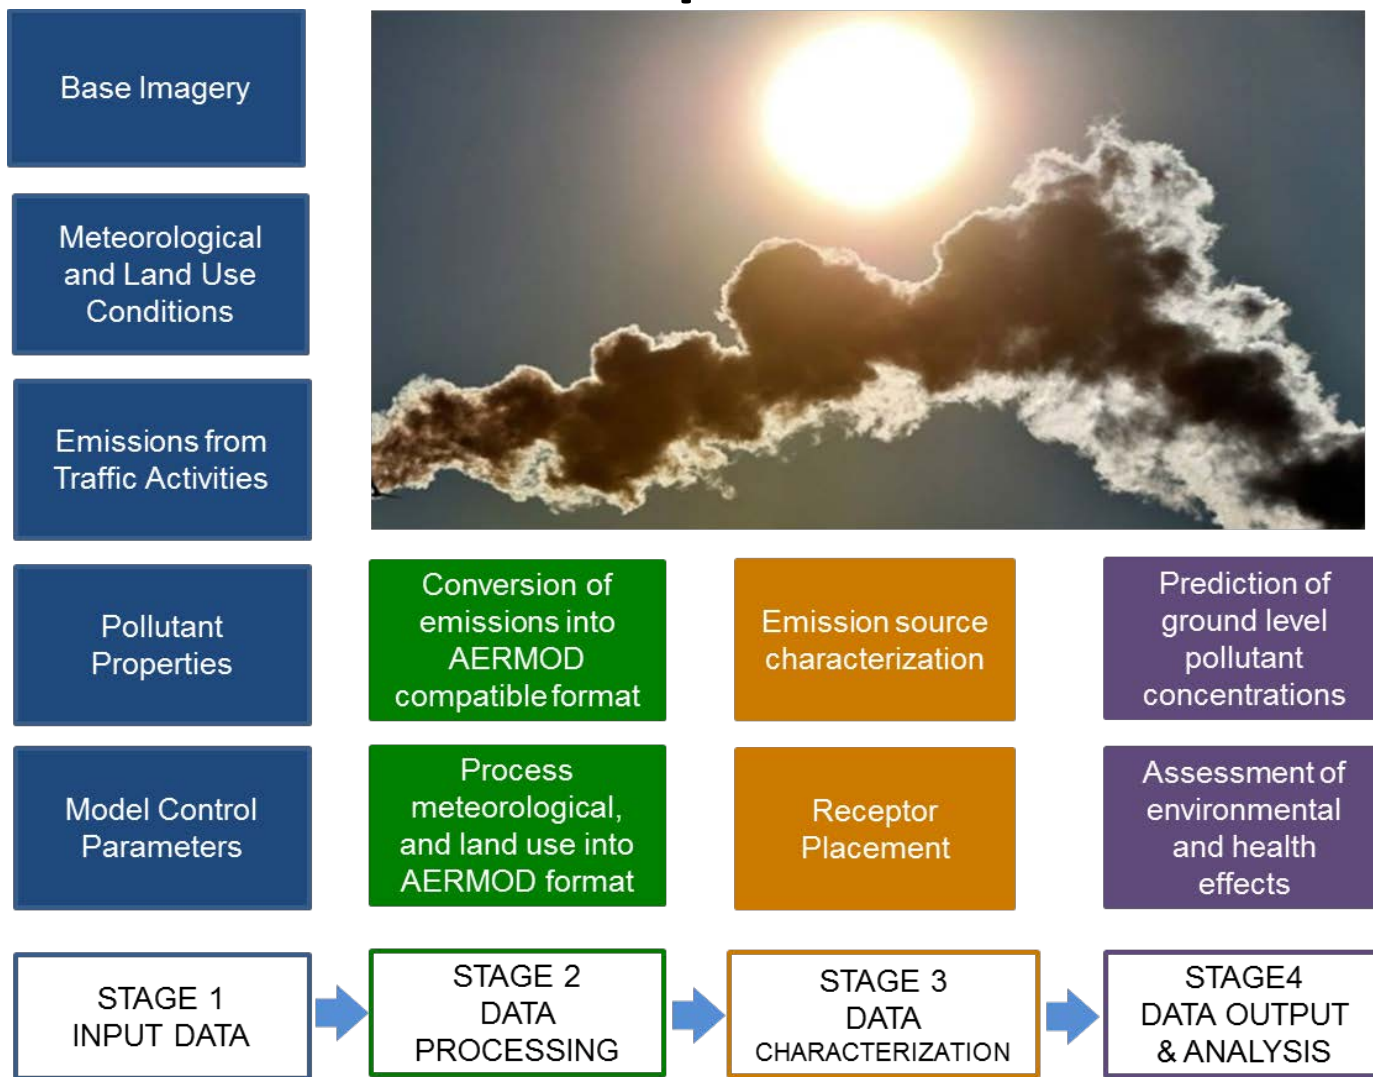 Base Imagery
Meteorological
and Land Use
Conditions
Emissions from
Traffic Activities
Pollutant
Properties
Model Control
Parameters
Conversion of
emissions into
AERMOD
compatible format
Process
meteorological,
and land use into
AERMOD format
Emission source
characterization
Receptor
Placement
Prediction of
ground level
pollutant
concentrations
Assessment of
environmental
and health
effects
STAGE 1
INPUT DATA
STAGE 2
DATA
PROCESSING
STAGE 3
DATA
CHARACTERIZATION
STAGE4
DATA OUTPUT
& ANALYSIS